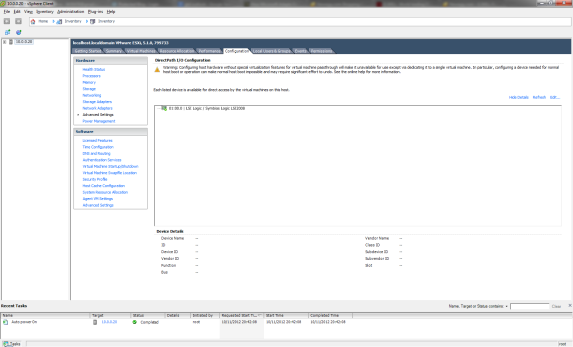 10.0.0.20 - vSphere Client
File Edit View Inventory Administration Plug-ins Help
Home Inventory Inventory
10.0.0.20
localhost.localdomain VMware ESXi, 5.1.0, 799733
Getting Started Summary Virtual Machines Resource Allocation Performance Configuration Local Users & Groups Events Permissions
Hardware
Health Status
Processors
Memory
Storage
Networking
Storage Adapters
Network Adapters
Advanced Settings
Power Management
Software
Licensed Features
Time Configuration
DNS and Routing
Authentication Services
Virtual Machine Startup/Shutdown
Virtual Machine Swapfile Location
Security Profile
Host Cache Configuration
System Resource Allocation
Agent VM Settings
Advanced Settings
DirectPath I/O Configuration
Warning: Configuring host hardware without special virtualization features for virtual machine passthrough will make it unavailable for use except via dedicating it to a single virtual machine. In particular, configuring a device needed for normal
host boot or operation can make normal host boot impossible and may require significant effort to undo. See the online help for more information.
Each listed device is available for direct access by the virtual machines on this host.
Hide Details Refresh Edit...
Device Details
Device Name --
ID --
Device ID --
Vendor ID --
Function --
Bus --
Vendor Name --
Class ID --
Subdevice ID --
Subvendor ID --
Slot --
Recent Tasks
Name, Target or Status contains: Clear
Name Target Status Details Initiated by Requested Start Ti... Start Time Completed Time
Auto power On 10.0.0.20 Completed root 10/11/2012 20:42:08 10/11/2012 20:42:08 10/11/2012 20:42:08
Tasks
root